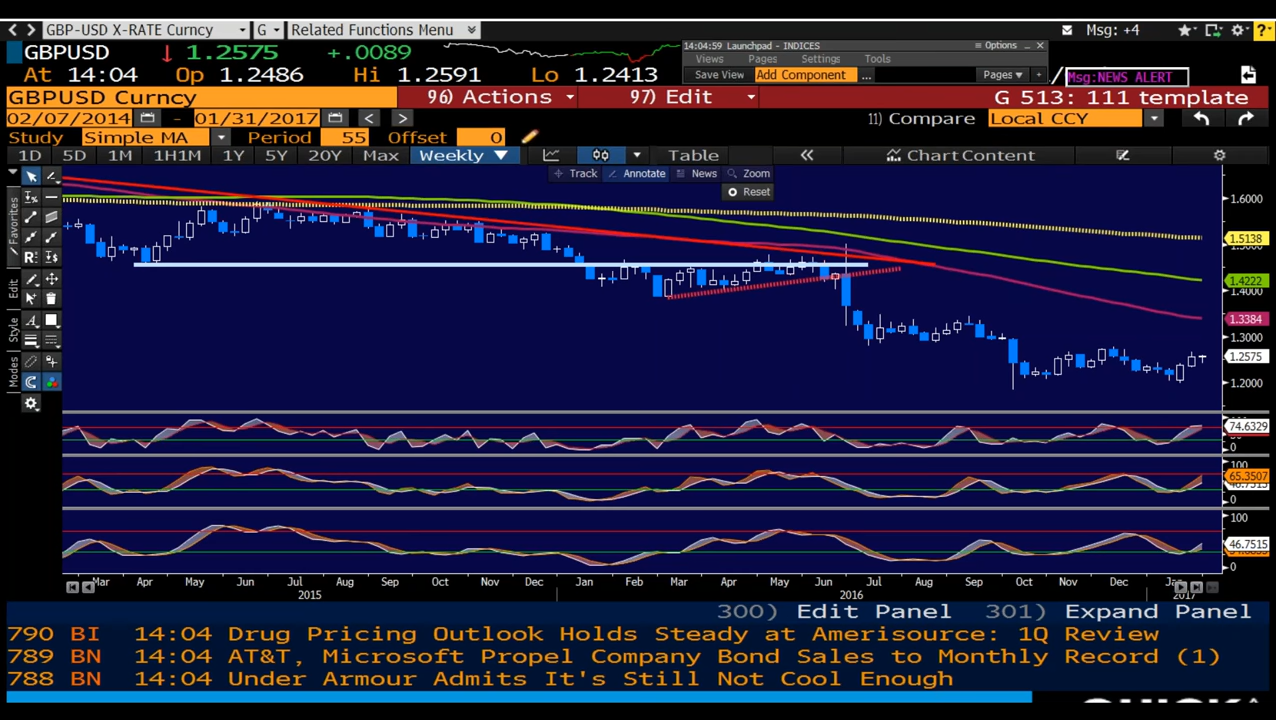 GBP-USD X-RATE Curncy G Related Functions Menu Msg: +4 ?
GBPUSD 1.2575 +.0089
14:04:59 Launchpad - INDICES Options
Views Pages Settings Tools
At 14:04 Op 1.2486 Hi 1.2591 Lo 1.2413
Save View Add Component ... Pages + / Msg:NEWS ALERT
GBPUSD Curncy 96) Actions 97) Edit G 513: 111 template
02/07/2014 - 01/31/2017 11) Compare Local CCY
Study Simple MA Period 55 Offset 0
1D 5D 1M 1H1M 1Y 5Y 20Y Max Weekly Table Chart Content
Track Annotate News Zoom
Reset
Favorites
Edit
Style
Modes
1.6000
1.5138
1.4222
1.4000
1.3384
1.3000
1.2575
1.2000
74.6329
0
100
65.3507
0
100
46.7515
0
Mar Apr May Jun Jul Aug Sep Oct Nov Dec Jan Feb Mar Apr May Jun Jul Aug Sep Oct Nov Dec
2015 2016 2017
300) Edit Panel 301) Expand Panel
790 BI 14:04 Drug Pricing Outlook Holds Steady at Amerisource: 1Q Review
789 BN 14:04 AT&T, Microsoft Propel Company Bond Sales to Monthly Record (1)
788 BN 14:04 Under Armour Admits It's Still Not Cool Enough